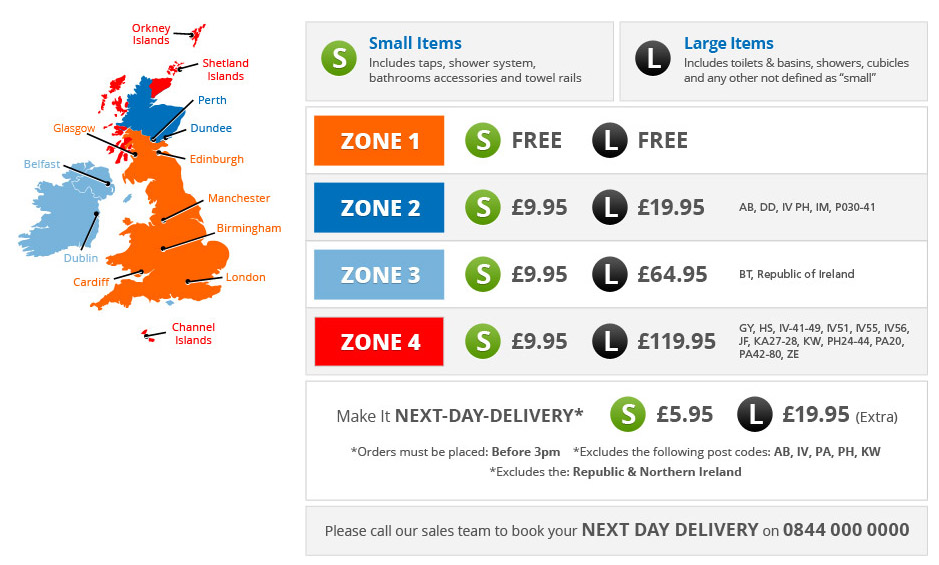 Orkney
Islands
Shetland
Islands
Perth
Glasgow
Dundee
Belfast
Edinburgh
Manchester
Birmingham
Dublin
Cardiff
London
Channel
Islands
S
Small Items
Includes taps, shower system,
bathrooms accessories and towel rails
L
Large Items
Includes toilets & basins, showers, cubicles
and any other not defined as “small”
ZONE 1 S FREE L FREE
ZONE 2 S £9.95 L £19.95 AB, DD, IV PH, IM, P030-41
ZONE 3 S £9.95 L £64.95 BT, Republic of Ireland
ZONE 4 S £9.95 L £119.95
GY, HS, IV-41-49, IV51, IV55, IV56,
JF, KA27-28, KW, PH24-44, PA20,
PA42-80, ZE
Make It NEXT-DAY-DELIVERY* S £5.95 L £19.95 (Extra)
*Orders must be placed: Before 3pm *Excludes the following post codes: AB, IV, PA, PH, KW
*Excludes the: Republic & Northern Ireland
Please call our sales team to book your NEXT DAY DELIVERY on 0844 000 0000